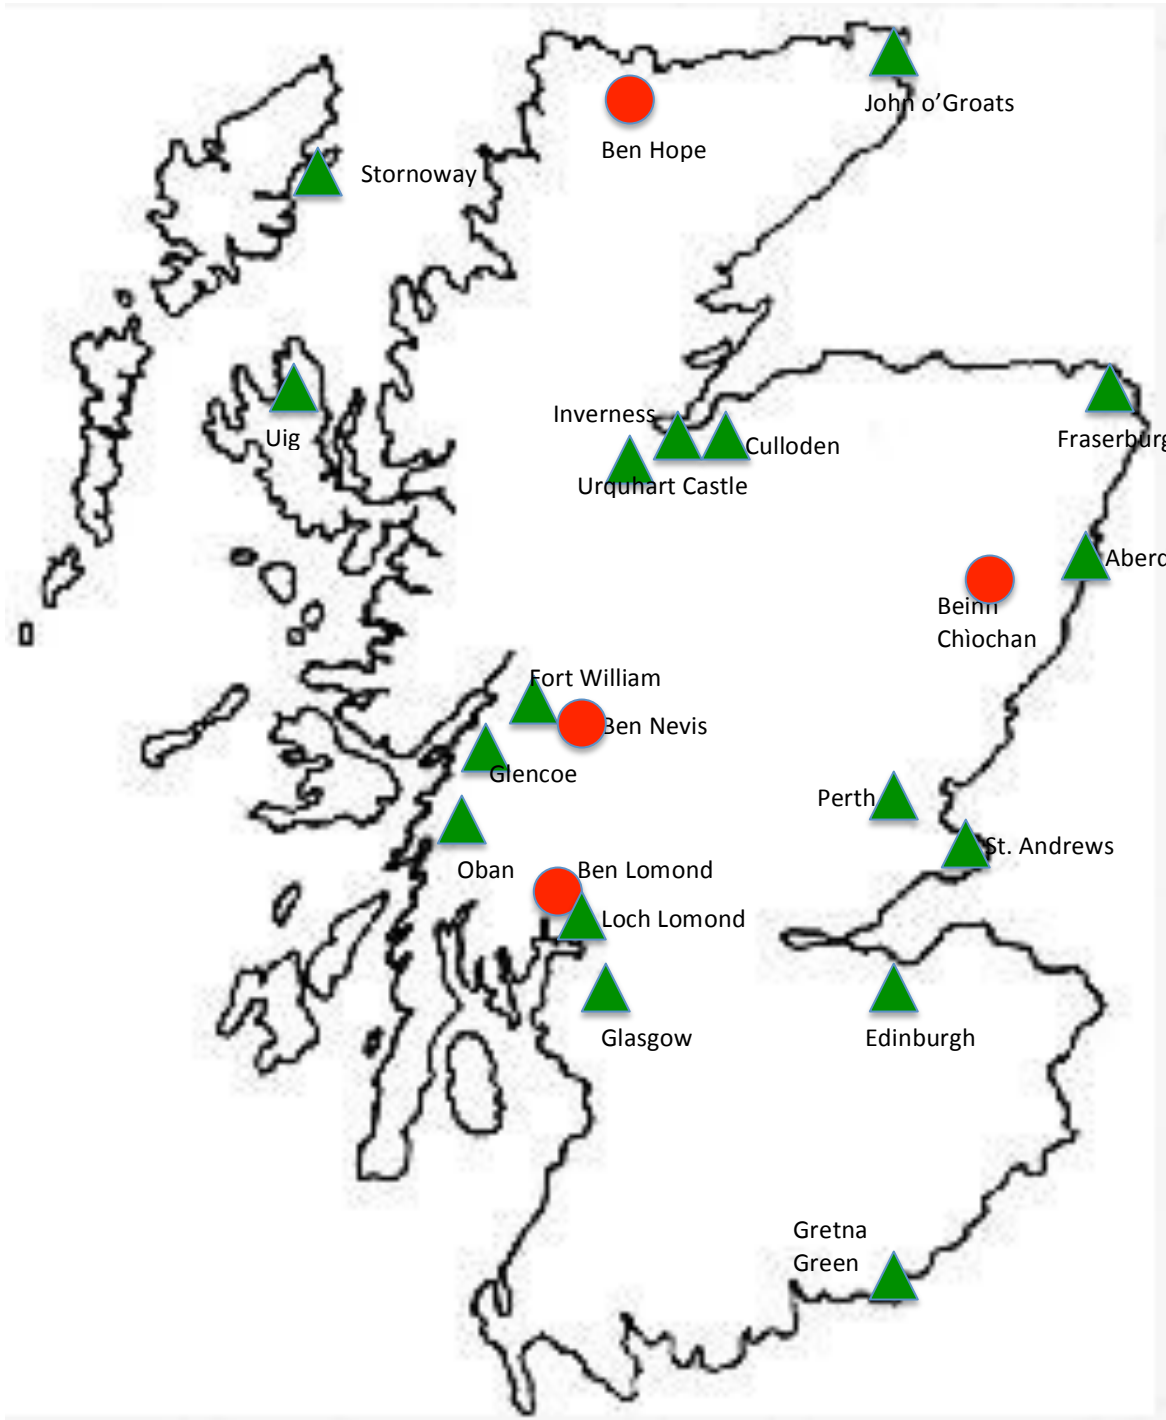 John o'Groats
Ben Hope
Stornoway
Inverness
Uig
Culloden
Fraserburg
Urquhart Castle
Aberd
Beinn
Chìochan
Fort William
Ben Nevis
Glencoe
Perth
St. Andrews
Oban
Ben Lomond
Loch Lomond
Glasgow
Edinburgh
Gretna
Green